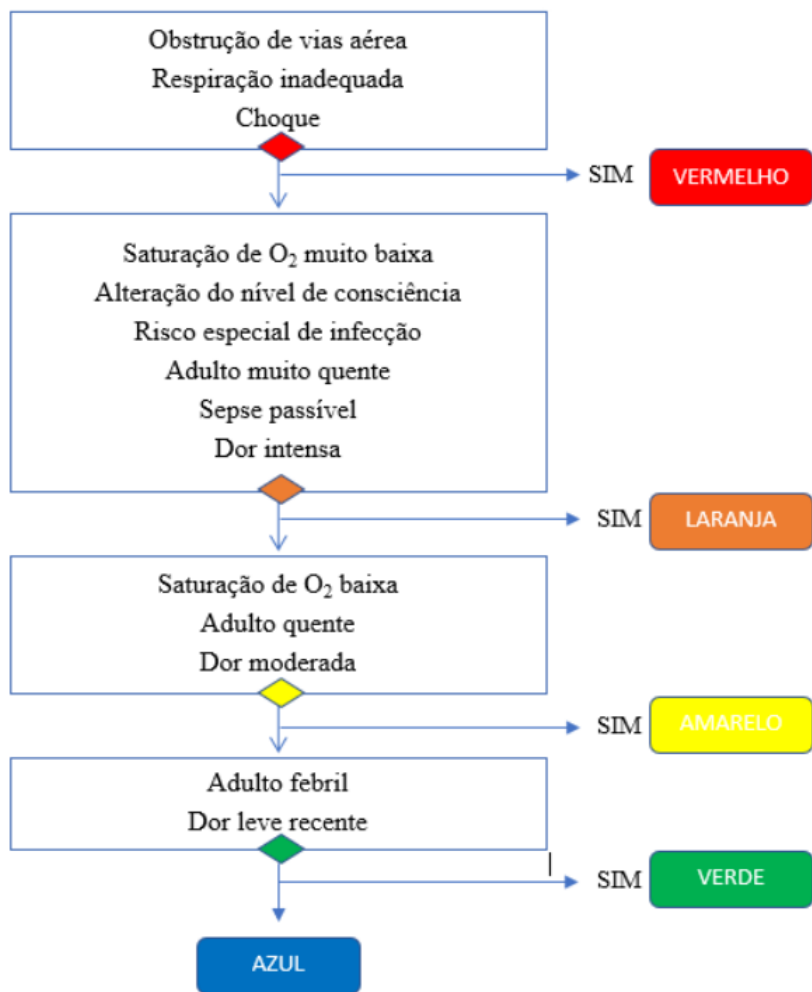 Obstrução de vias aérea
Respiração inadequada
Choque
SIM
VERMELHO
Saturação de O₂ muito baixa
Alteração do nível de consciência
Risco especial de infecção
Adulto muito quente
Sepse passível
Dor intensa
SIM
LARANJA
Saturação de O₂ baixa
Adulto quente
Dor moderada
SIM
AMARELO
Adulto febril
Dor leve recente
SIM
VERDE
AZUL